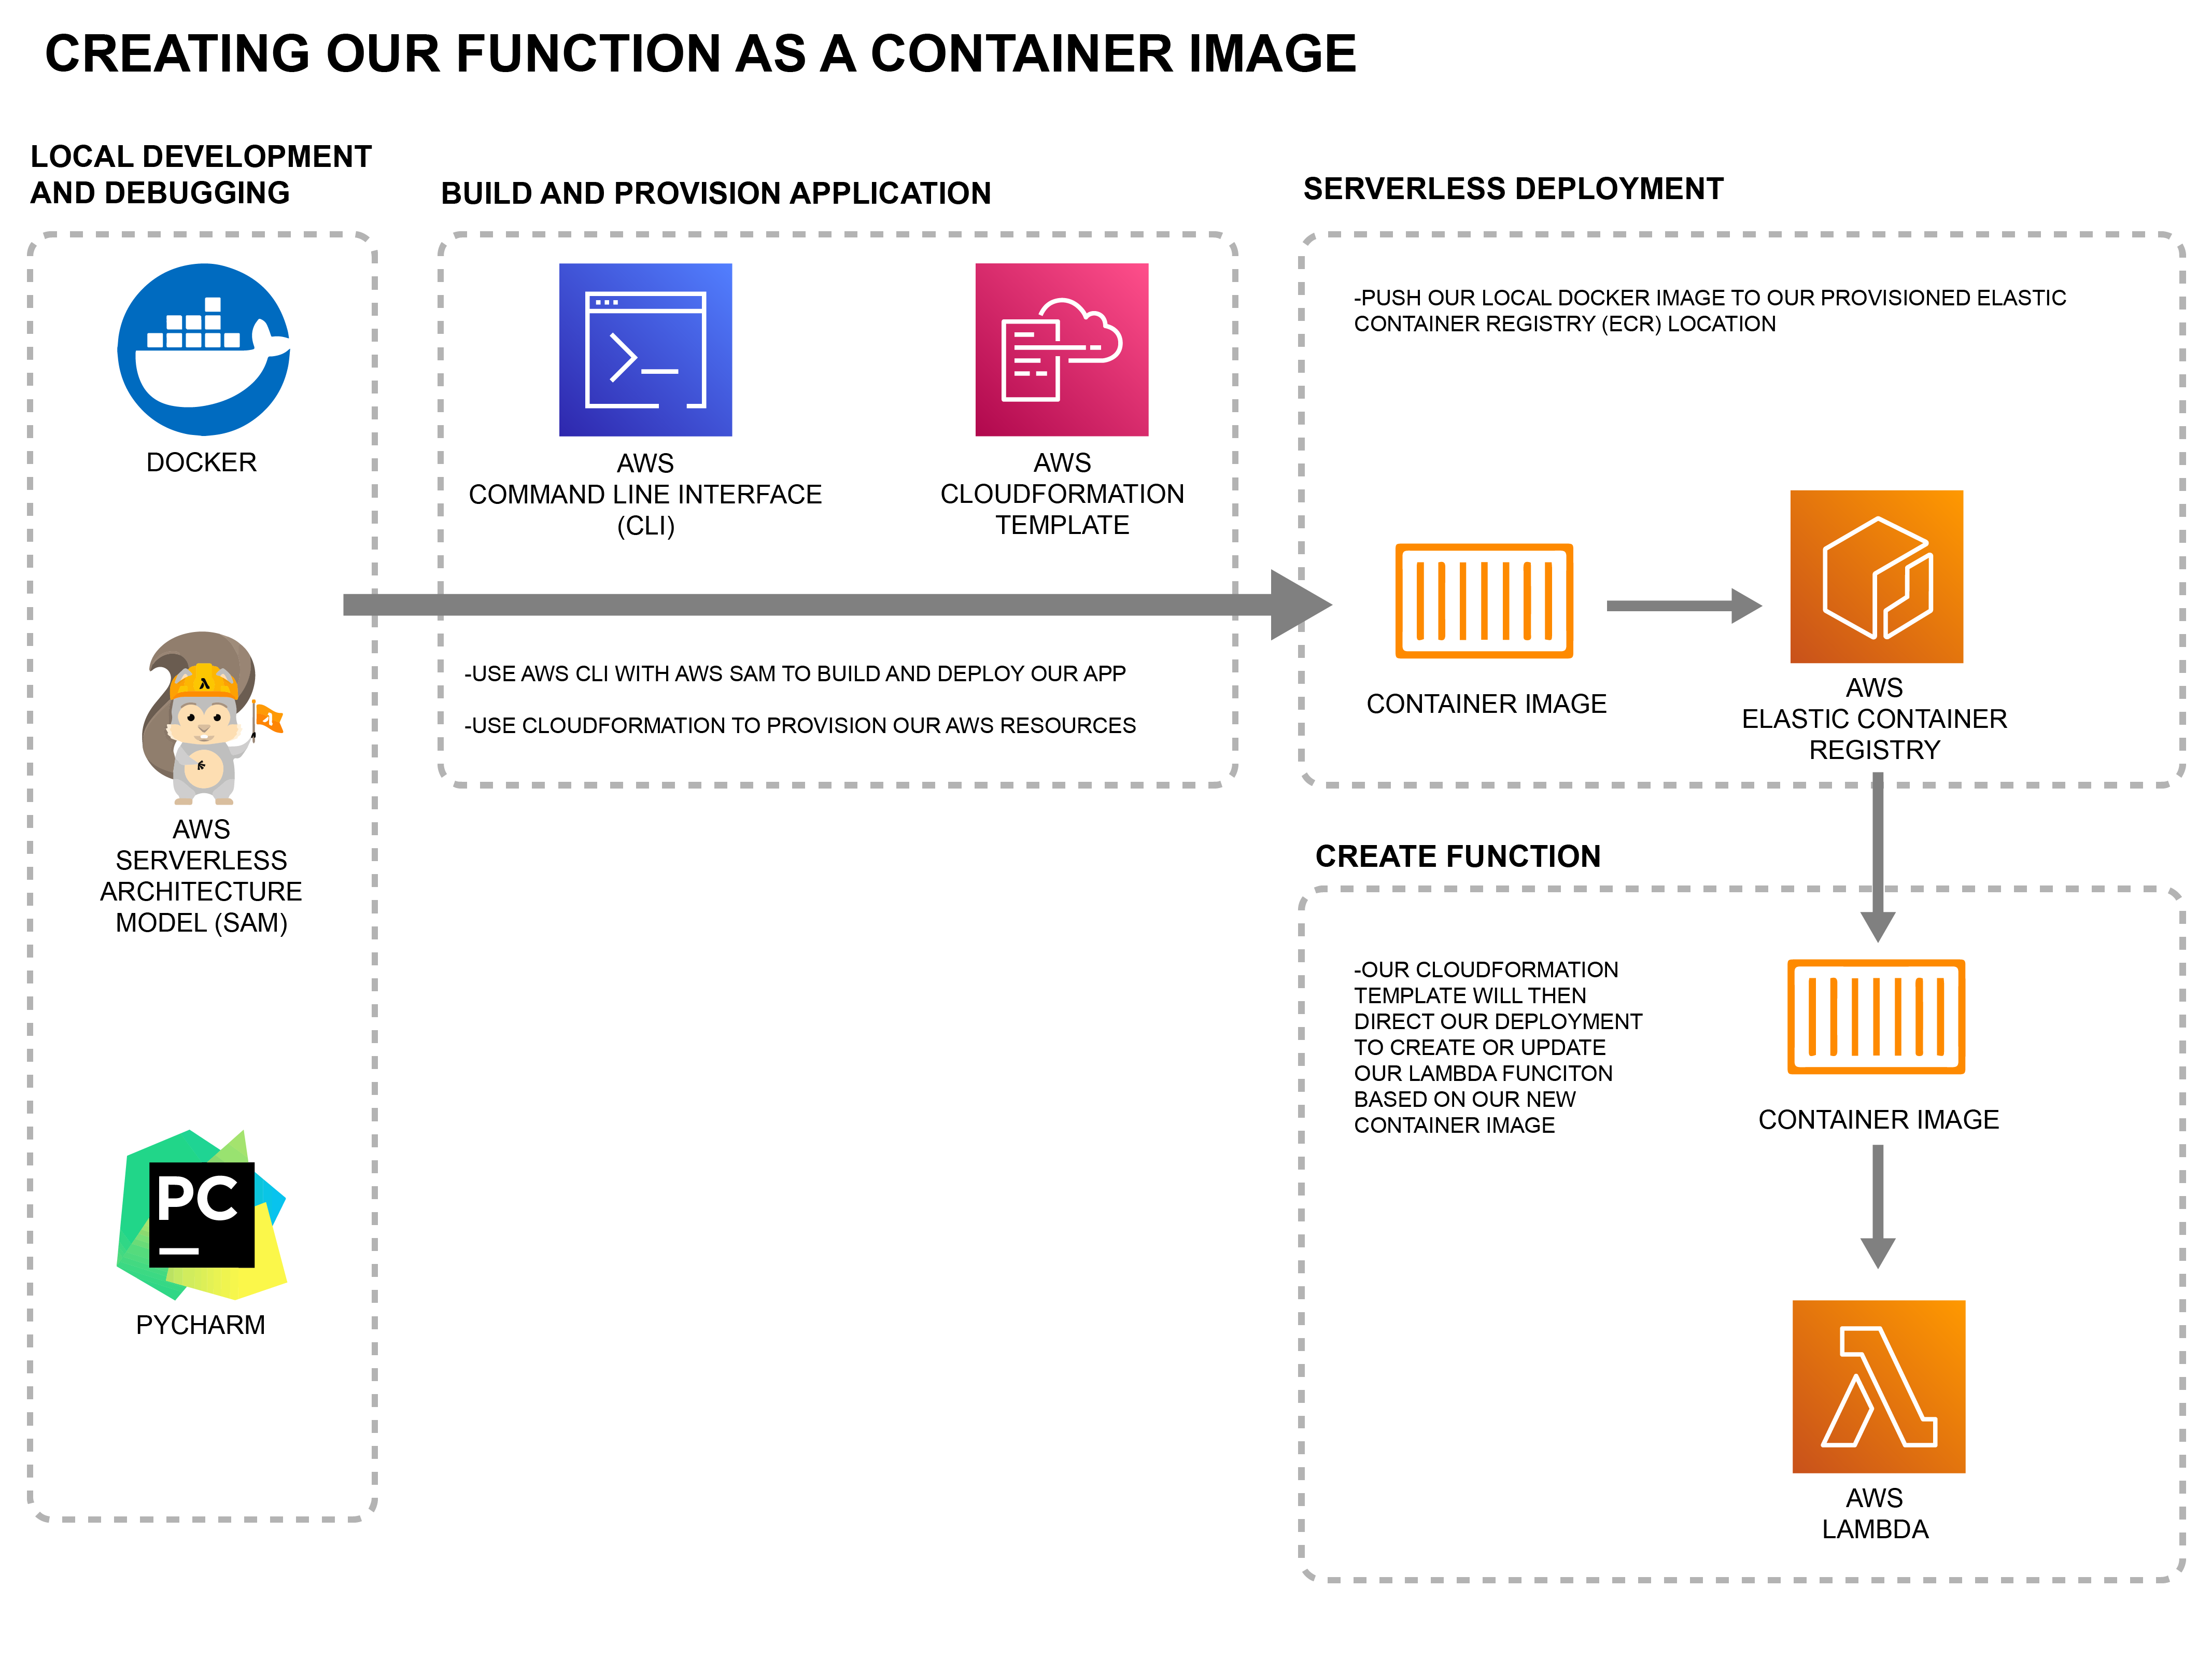 CREATING OUR FUNCTION AS A CONTAINER IMAGE
LOCAL DEVELOPMENT
AND DEBUGGING
DOCKER
AWS
SERVERLESS
ARCHITECTURE
MODEL (SAM)
PC
PYCHARM
BUILD AND PROVISION APPLICATION
AWS
COMMAND LINE INTERFACE
(CLI)
AWS
CLOUDFORMATION
TEMPLATE
-USE AWS CLI WITH AWS SAM TO BUILD AND DEPLOY OUR APP
-USE CLOUDFORMATION TO PROVISION OUR AWS RESOURCES
SERVERLESS DEPLOYMENT
-PUSH OUR LOCAL DOCKER IMAGE TO OUR PROVISIONED ELASTIC
CONTAINER REGISTRY (ECR) LOCATION
CONTAINER IMAGE
AWS
ELASTIC CONTAINER
REGISTRY
CREATE FUNCTION
-OUR CLOUDFORMATION
TEMPLATE WILL THEN
DIRECT OUR DEPLOYMENT
TO CREATE OR UPDATE
OUR LAMBDA FUNCITON
BASED ON OUR NEW
CONTAINER IMAGE
CONTAINER IMAGE
AWS
LAMBDA